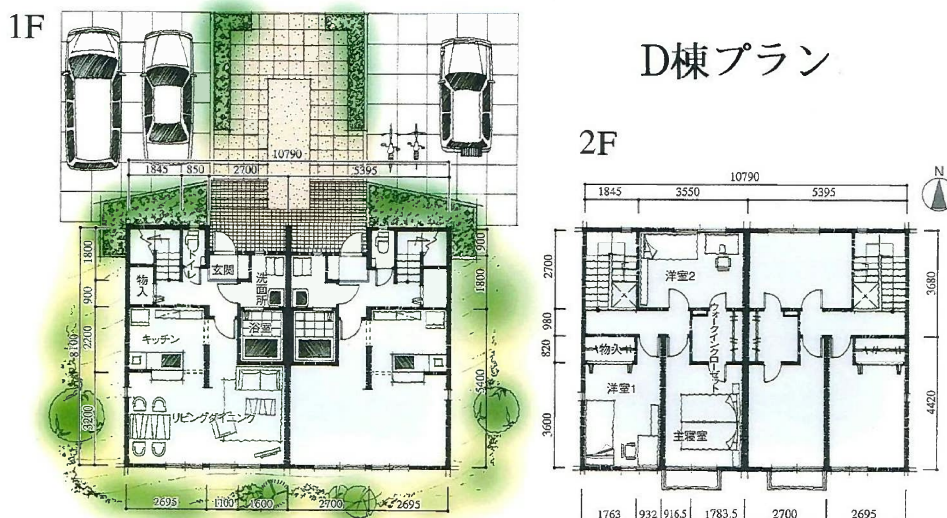 1F
D棟プラン
2F
N
10790
1845 850 2700 5395
1800
900
2200
3200
8100
トイレ
玄関
洗面所
物入
浴室
キッチン
リビングダイニング
900
1800
5400
2695 1100 1600 2700 2695
10790
1845 3550 5395
2700
980
820
3600
洋室2
ウォークインクローゼット
物入
洋室1
主寝室
3680
4420
1763 932 916.5 1783.5 2700 2695